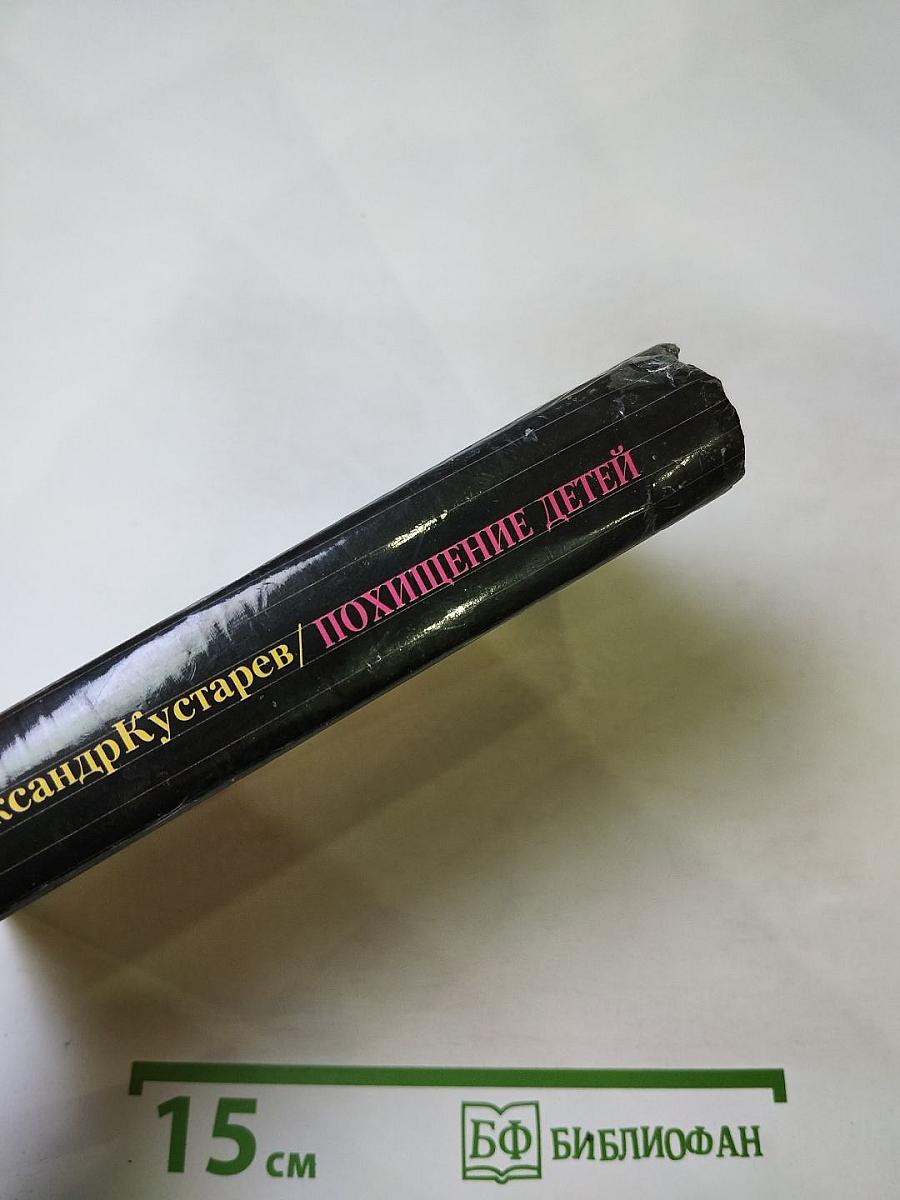 ксандрКустарев/ПОХИЩЕНИЕ ДЕТЕЙ
15 см
БФ БИБЛИОФАН